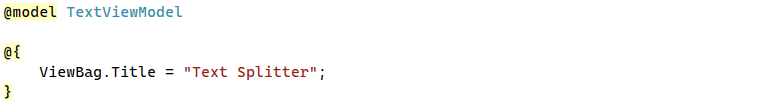 @model TextViewModel

@{
    ViewBag.Title = "Text Splitter";
}